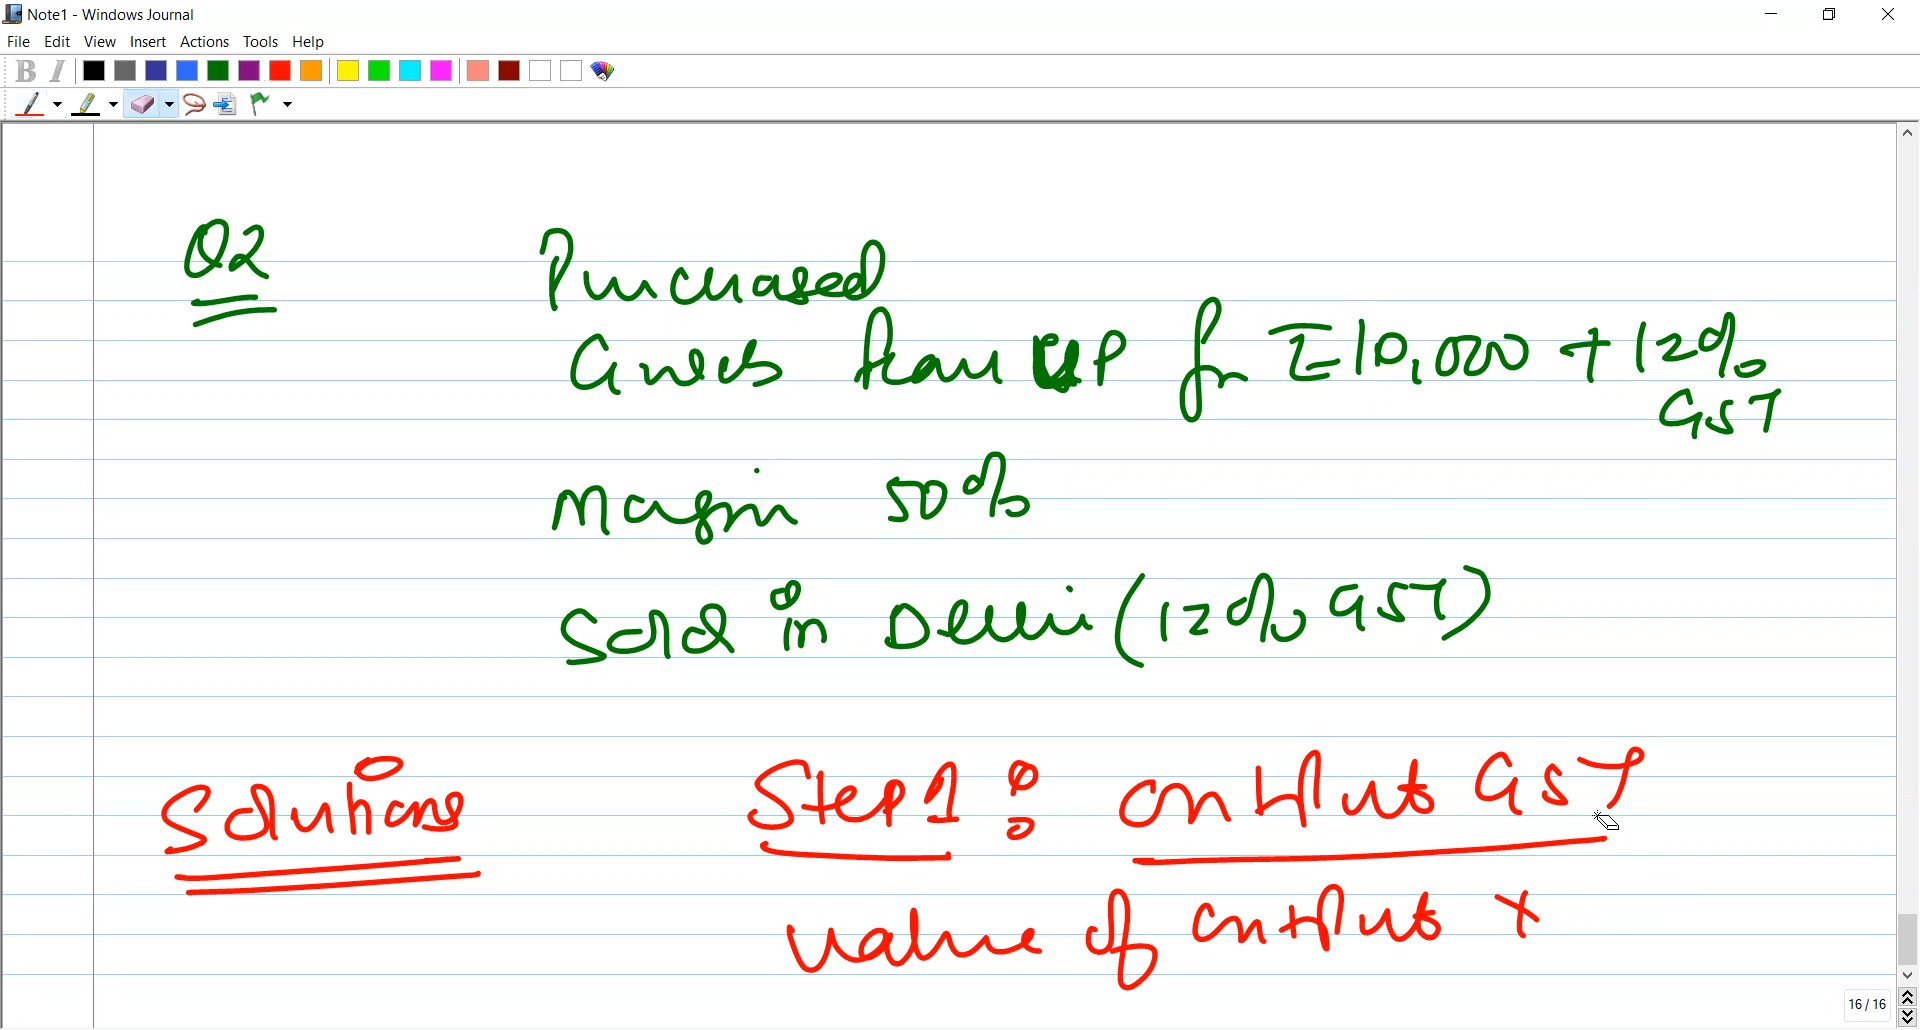 Note1 - Windows Journal
File Edit View Insert Actions Tools Help
B I
Q2
Purchased
Goods from UP for ₹10,000 + 12%
GST
Margin 50%
Sold in Delhi (12% GST)
Solutions
Step 1 : Output GST
Value of output x
16 / 16